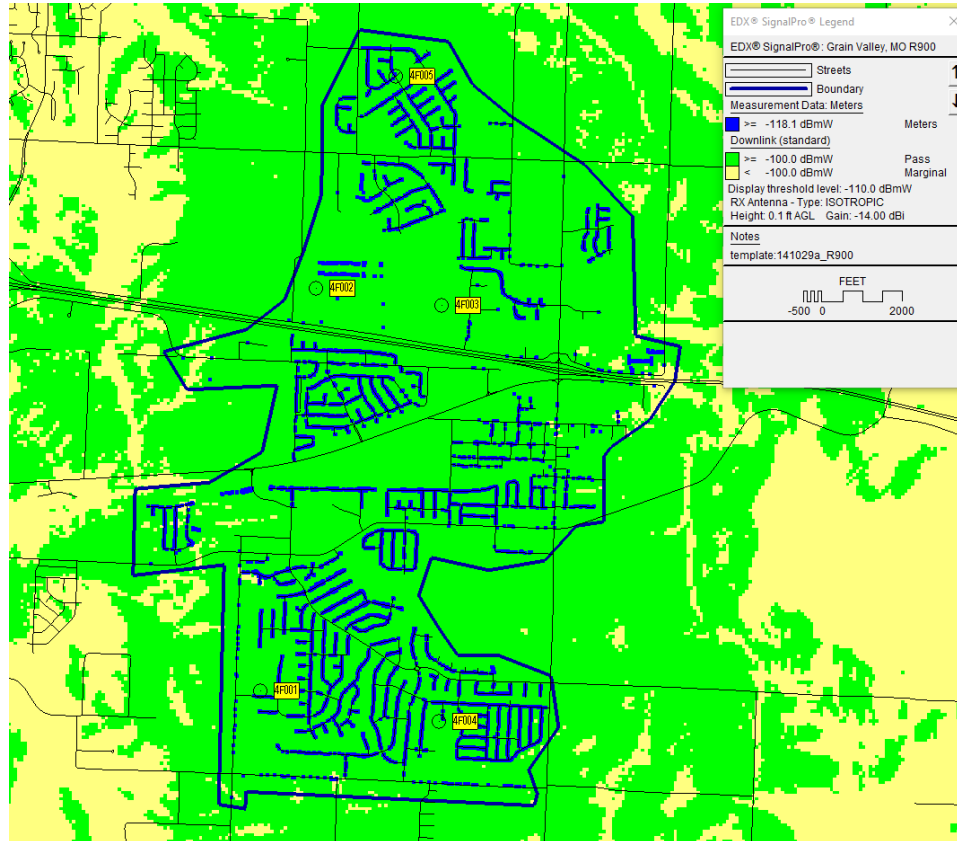 EDX® SignalPro® Legend
EDX® SignalPro®: Grain Valley, MO R900
Streets
Boundary
Measurement Data: Meters
>= -118.1 dBmW Meters
Downlink (standard)
>= -100.0 dBmW Pass
< -100.0 dBmW Marginal
Display threshold level: -110.0 dBmW
RX Antenna - Type: ISOTROPIC
Height: 0.1 ft AGL Gain: -14.00 dBi
Notes
template:141029a_R900
FEET
-500 0 2000
4F005
4F002
4F003
4F001
4F004